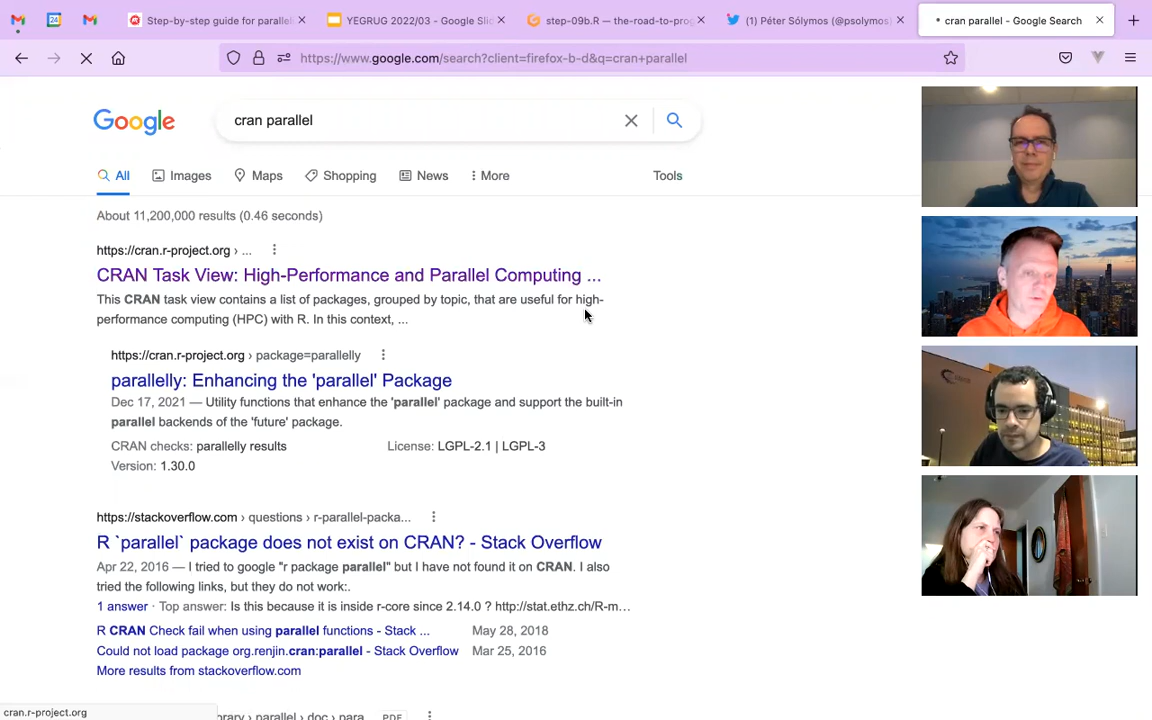 Step-by-step guide for parallel
YEGRUG 2022/03 - Google Sli
step-09b.R — the-road-to-pro
(1) Péter Sólymos (@psolymos)
cran parallel - Google Search
https://www.google.com/search?client=firefox-b-d&q=cran+parallel
Google
cran parallel
All
Images
Maps
Shopping
News
More
Tools
About 11,200,000 results (0.46 seconds)
https://cran.r-project.org › ...
CRAN Task View: High-Performance and Parallel Computing ...
This CRAN task view contains a list of packages, grouped by topic, that are useful for high-
performance computing (HPC) with R. In this context, ...
https://cran.r-project.org › package=parallelly
parallelly: Enhancing the 'parallel' Package
Dec 17, 2021 — Utility functions that enhance the 'parallel' package and support the built-in
parallel backends of the 'future' package.
CRAN checks: parallelly results License: LGPL-2.1 | LGPL-3
Version: 1.30.0
https://stackoverflow.com › questions › r-parallel-packa...
R `parallel` package does not exist on CRAN? - Stack Overflow
Apr 22, 2016 — I tried to google "r package parallel" but I have not found it on CRAN. I also
tried the following links, but they do not work:.
1 answer · Top answer: Is this because it is inside r-core since 2.14.0 ? http://stat.ethz.ch/R-m...
R CRAN Check fail when using parallel functions - Stack ... May 28, 2018
Could not load package org.renjin.cran:parallel - Stack Overflow Mar 25, 2016
More results from stackoverflow.com
cran.r-project.org
brary › parallel › doc › para PDF